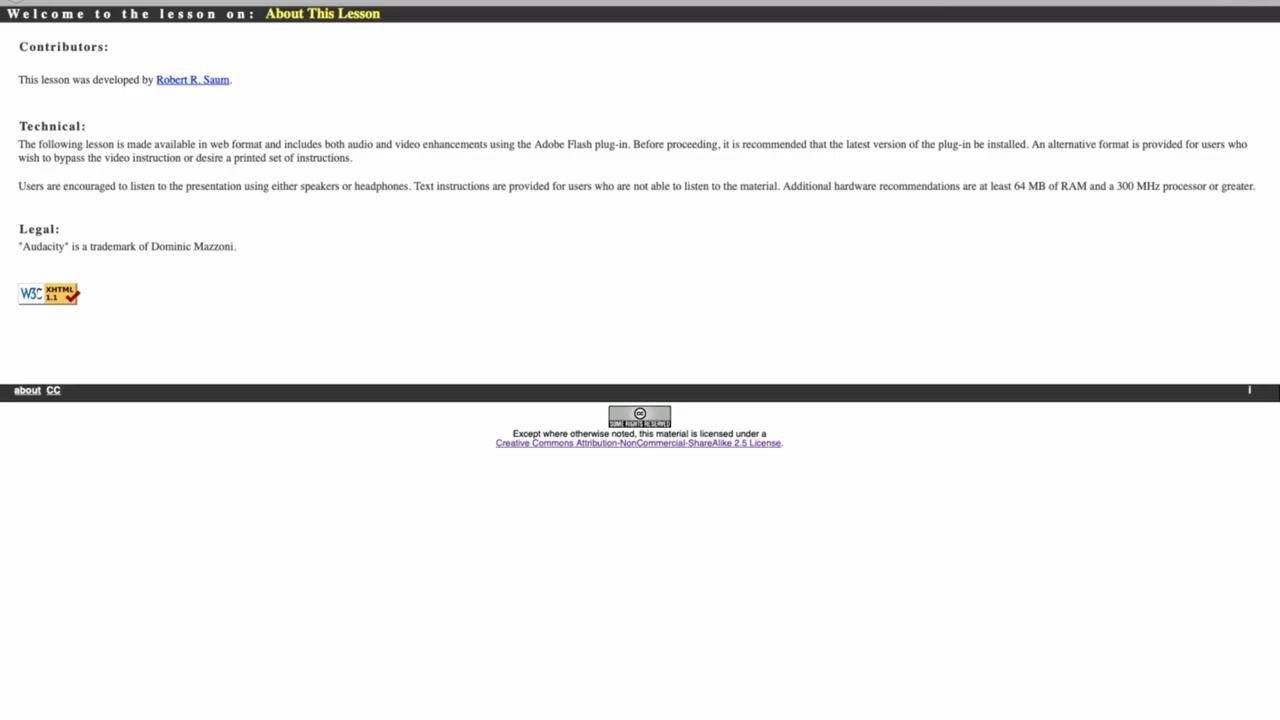 Welcome to the lesson on: About This Lesson
Contributors:
This lesson was developed by Robert R. Saum.
Technical:
The following lesson is made available in web format and includes both audio and video enhancements using the Adobe Flash plug-in. Before proceeding, it is recommended that the latest version of the plug-in be installed. An alternative format is provided for users who
wish to bypass the video instruction or desire a printed set of instructions.
Users are encouraged to listen to the presentation using either speakers or headphones. Text instructions are provided for users who are not able to listen to the material. Additional hardware recommendations are at least 64 MB of RAM and a 300 MHz processor or greater.
Legal:
"Audacity" is a trademark of Dominic Mazzoni.
W3C XHTML
1.1
about CC i
cc
SOME RIGHTS RESERVED
Except where otherwise noted, this material is licensed under a
Creative Commons Attribution-NonCommercial-ShareAlike 2.5 License.